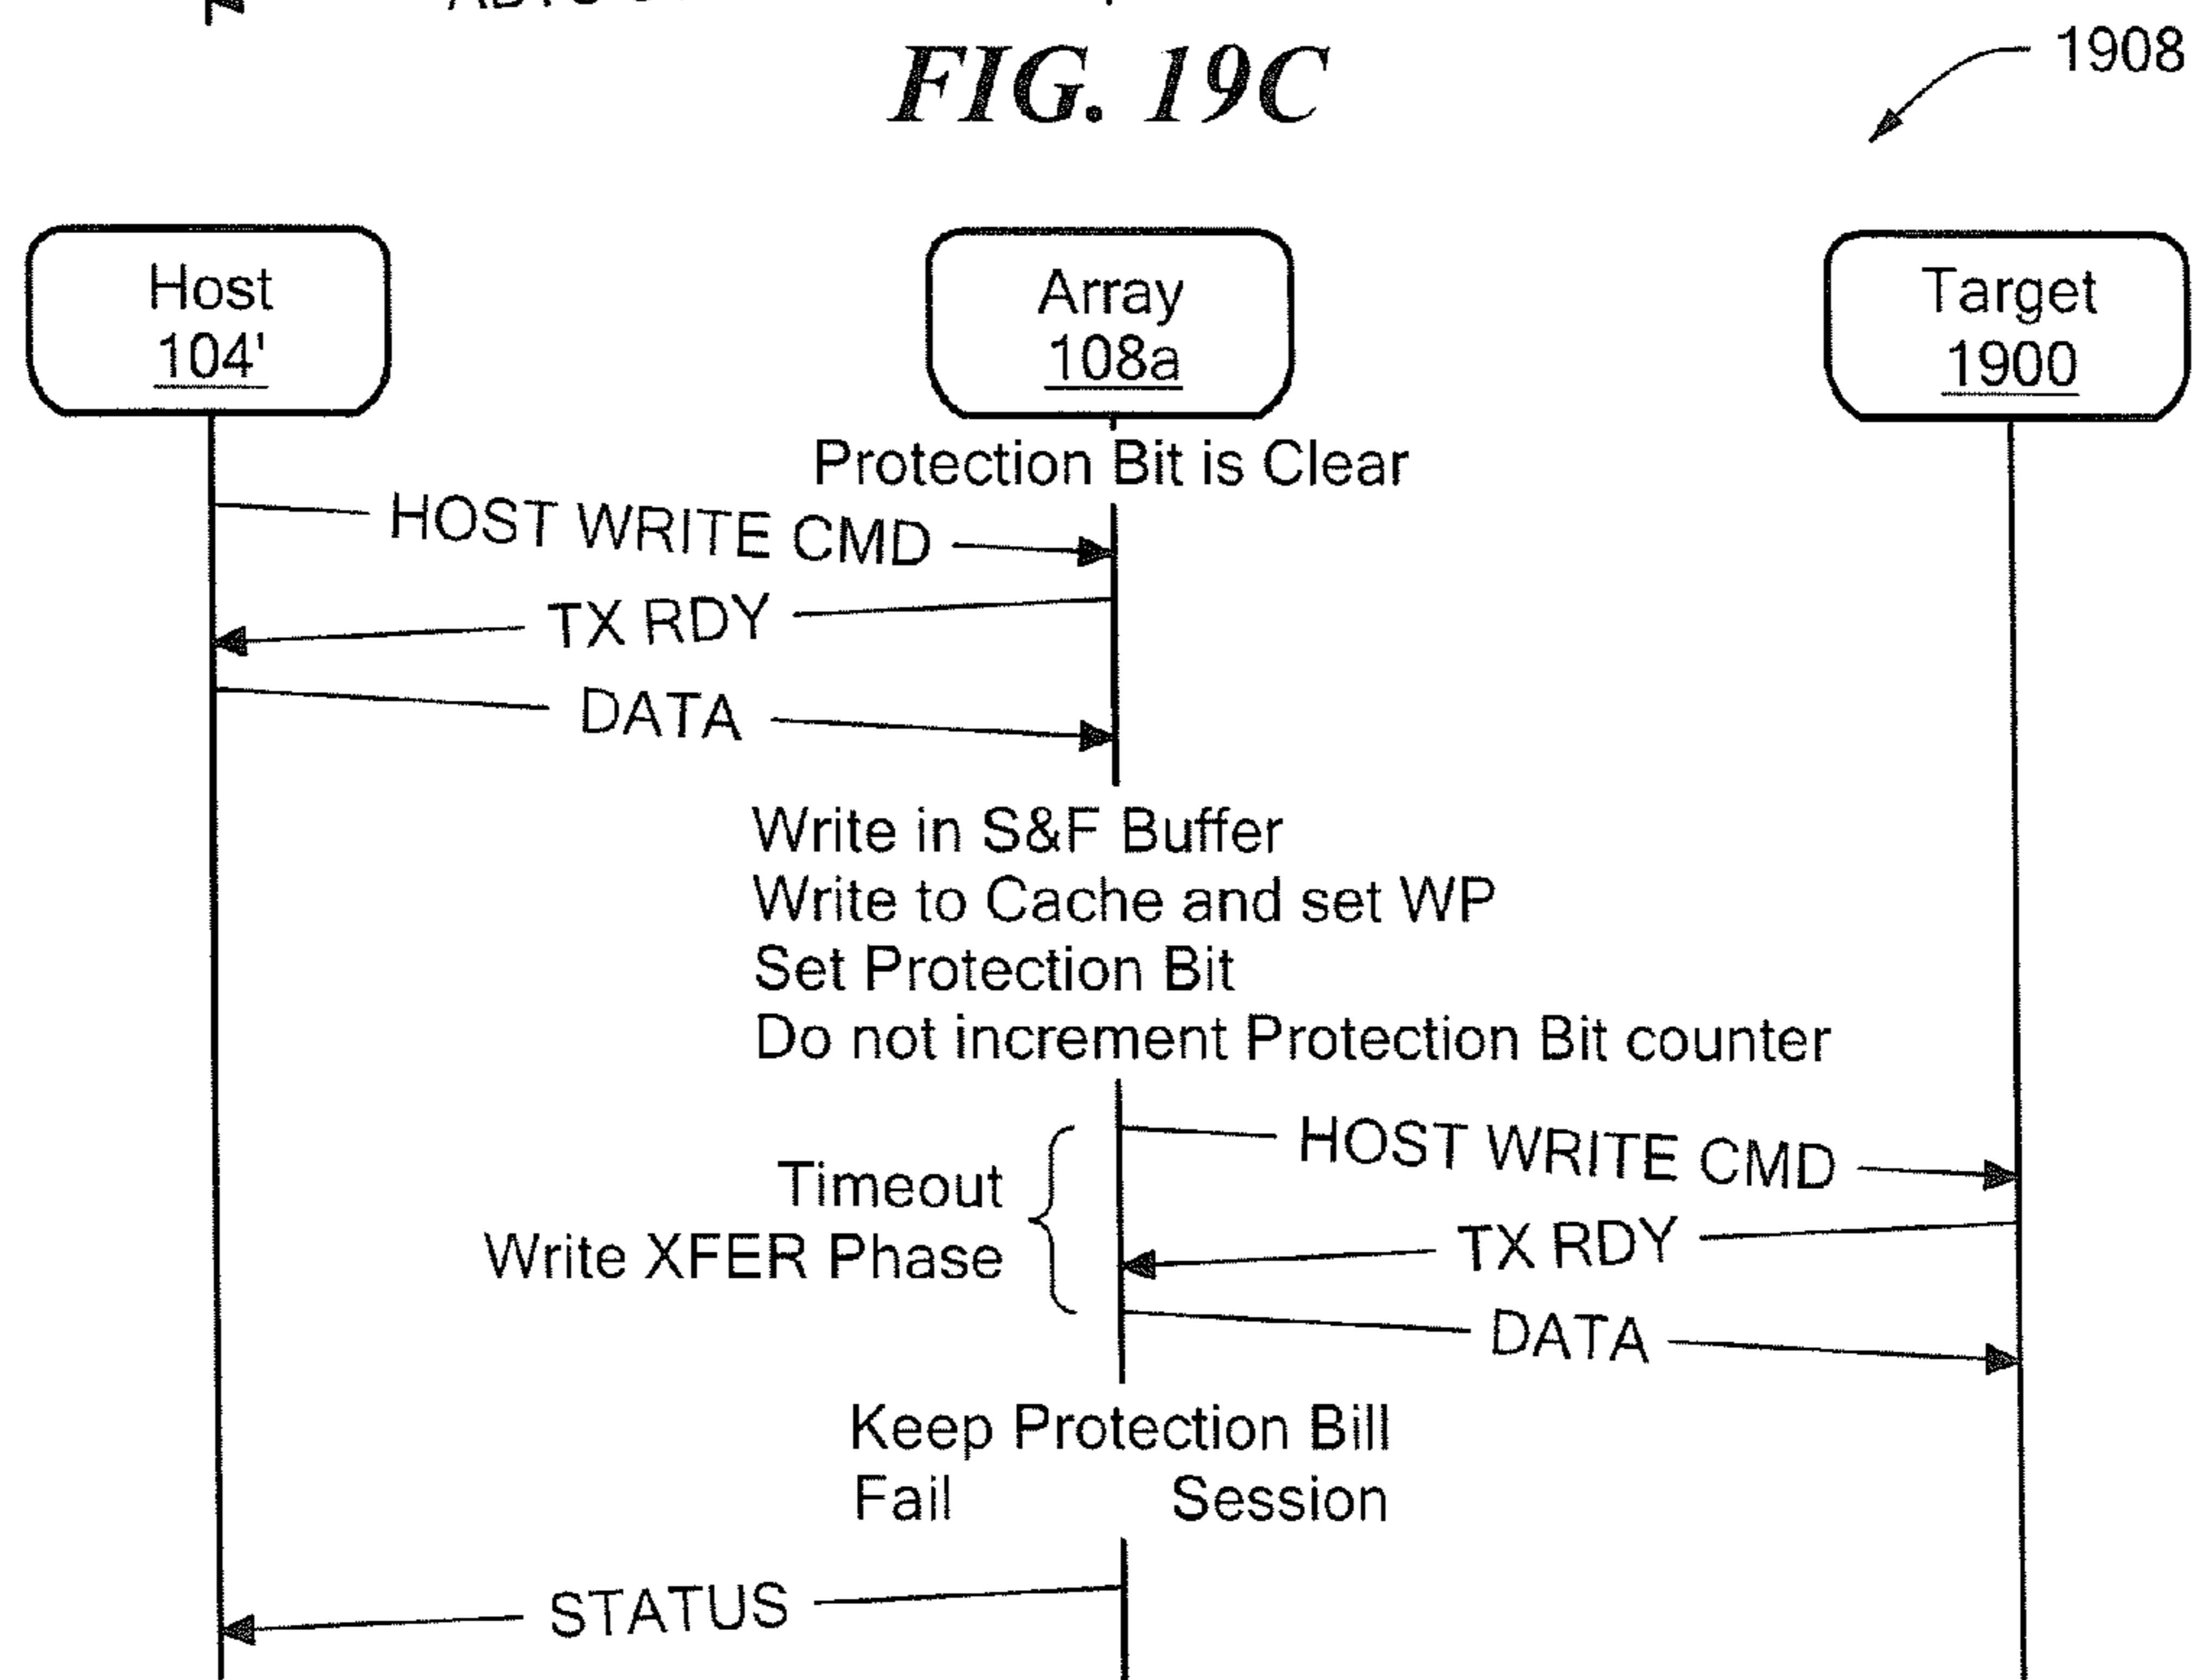 FIG. 19C
1908
Host
104'
Array
108a
Target
1900
Protection Bit is Clear
HOST WRITE CMD
TX RDY
DATA
Write in S&F Buffer
Write to Cache and set WP
Set Protection Bit
Do not increment Protection Bit counter
HOST WRITE CMD
Timeout
Write XFER Phase
TX RDY
DATA
Keep Protection Bill
Fail Session
STATUS